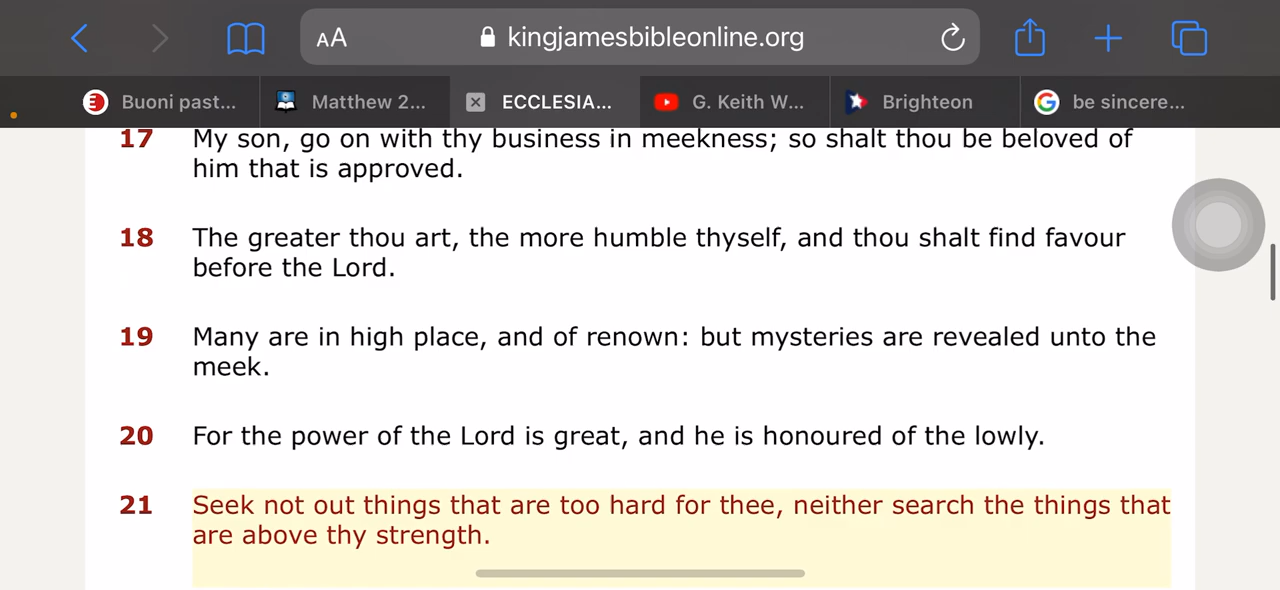 AA kingjamesbibleonline.org
Buoni past... Matthew 2... ECCLESIA... G. Keith W... Brighteon be sincere...
17 My son, go on with thy business in meekness; so shalt thou be beloved of
him that is approved.
18 The greater thou art, the more humble thyself, and thou shalt find favour
before the Lord.
19 Many are in high place, and of renown: but mysteries are revealed unto the
meek.
20 For the power of the Lord is great, and he is honoured of the lowly.
21 Seek not out things that are too hard for thee, neither search the things that
are above thy strength.